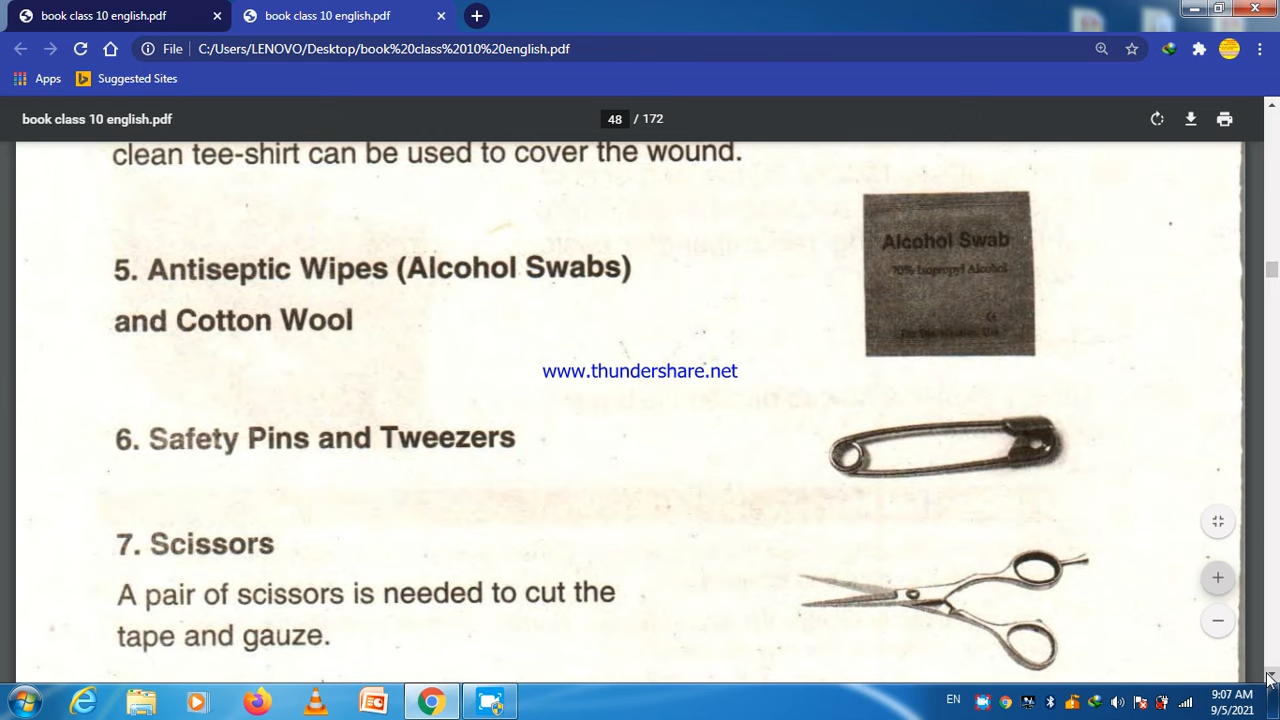 book class 10 english.pdf
book class 10 english.pdf
File
C:/Users/LENOVO/Desktop/book%20class%2010%20english.pdf
Apps
Suggested Sites
book class 10 english.pdf
48 / 172
clean tee-shirt can be used to cover the wound.
Alcohol Swab
70% Isopropyl Alcohol
5. Antiseptic Wipes (Alcohol Swabs)
and Cotton Wool
www.thundershare.net
6. Safety Pins and Tweezers
7. Scissors
A pair of scissors is needed to cut the
tape and gauze.
EN
9:07 AM
9/5/2021